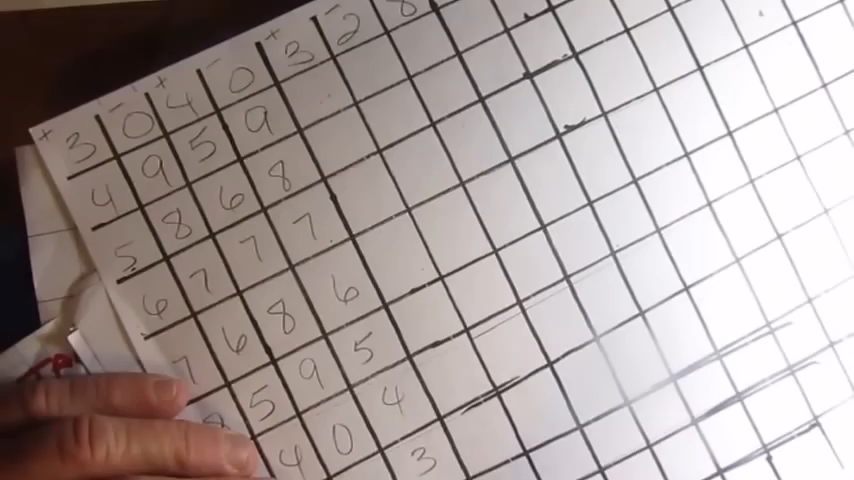 + 3 - 0 + 4 - 0 + 3 - 2 8
4 9 5 9
5 8 6 8
6 7 7 7
7 6 8 6
5 9 5
4 0 4
3